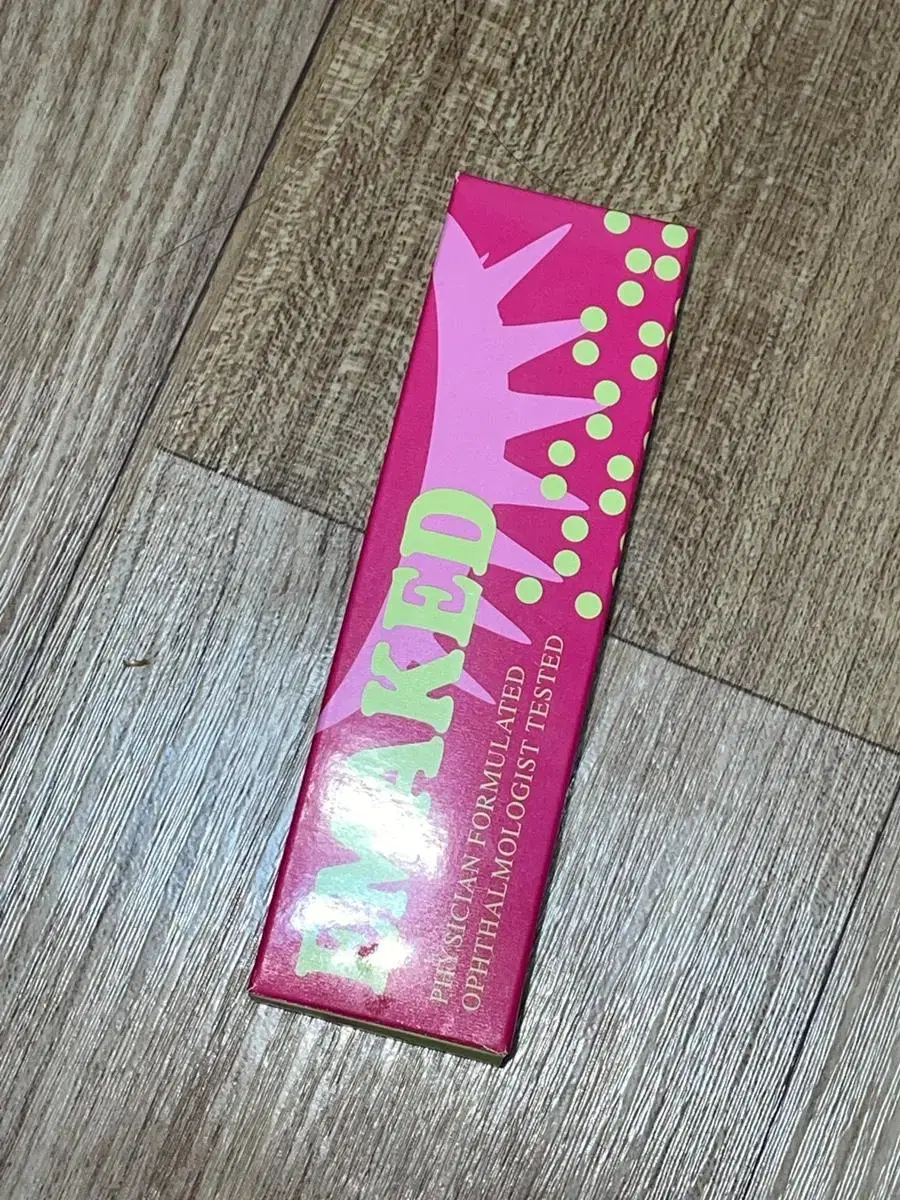 EMAKED
PHYSICIAN FORMULATED
OPHTHALMOLOGIST TESTED